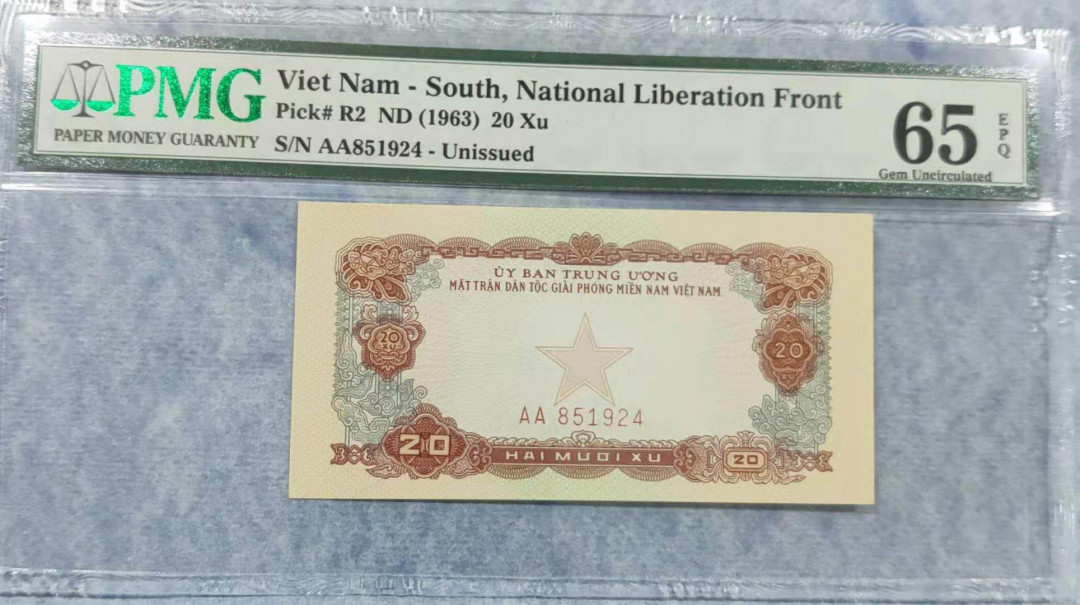 PMG
PAPER MONEY GUARANTY
Viet Nam - South, National Liberation Front
Pick# R2 ND (1963) 20 Xu
S/N AA851924 - Unissued
65
EPQ
Gem Uncirculated
ỦY BAN TRUNG ƯƠNG
MẶT TRẬN DÂN TỘC GIẢI PHÓNG MIỀN NAM VIỆT NAM
20
XU
20
XU
AA 851924
20
HAI MƯƠI XU
20